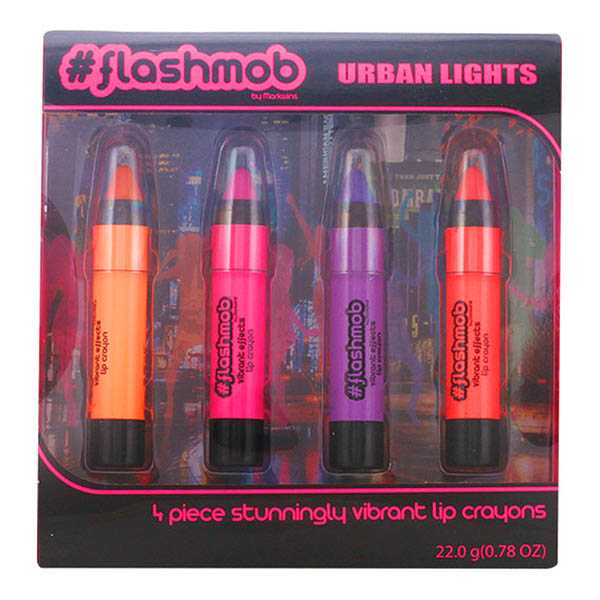 #flashmob
by Markwins
URBAN LIGHTS
vibrant effects
lip crayon
#flashmob
vibrant effects
lip crayon
#flashmob
vibrant effects
lip crayon
#flashmob
vibrant effects
lip crayon
4 piece stunningly vibrant lip crayons
22.0 g(0.78 OZ)